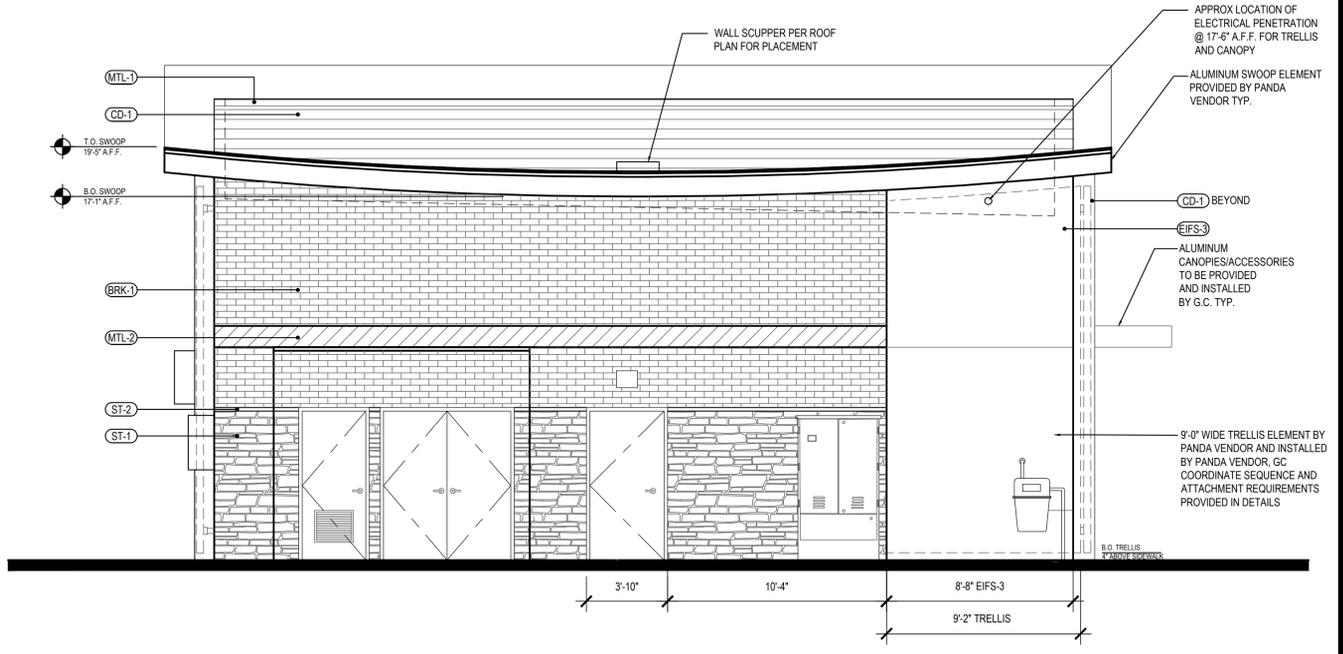 WALL SCUPPER PER ROOF
PLAN FOR PLACEMENT
APPROX LOCATION OF
ELECTRICAL PENETRATION
@ 17'-6" A.F.F. FOR TRELLIS
AND CANOPY
ALUMINUM SWOOP ELEMENT
PROVIDED BY PANDA
VENDOR TYP.
MTL-1
CD-1
T.O. SWOOP
19'-5" A.F.F.
B.O. SWOOP
17'-1" A.F.F.
CD-1 BEYOND
EIFS-3
ALUMINUM
CANOPIES/ACCESSORIES
TO BE PROVIDED
AND INSTALLED
BY G.C. TYP.
BRK-1
MTL-2
ST-2
ST-1
9'-0" WIDE TRELLIS ELEMENT BY
PANDA VENDOR AND INSTALLED
BY PANDA VENDOR, GC
COORDINATE SEQUENCE AND
ATTACHMENT REQUIREMENTS
PROVIDED IN DETAILS
B.O. TRELLIS
4" ABOVE SIDEWALK
3'-10"
10'-4"
8'-8" EIFS-3
9'-2" TRELLIS